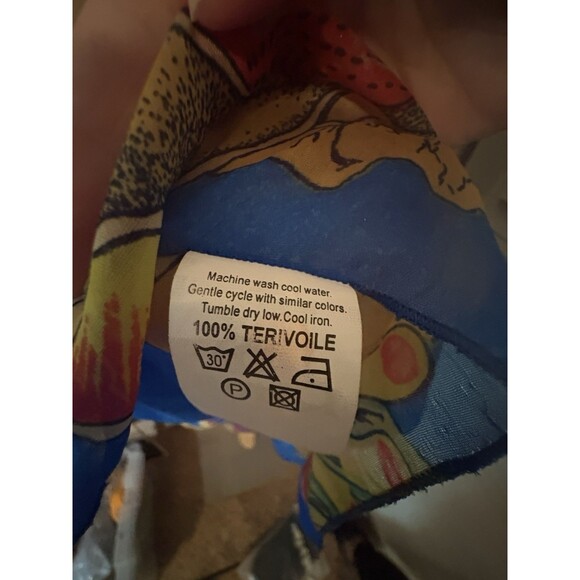 Machine wash cool water.
Gentle cycle with similar colors.
Tumble dry low.Cool iron.
100% TERIVOILE
30°
P